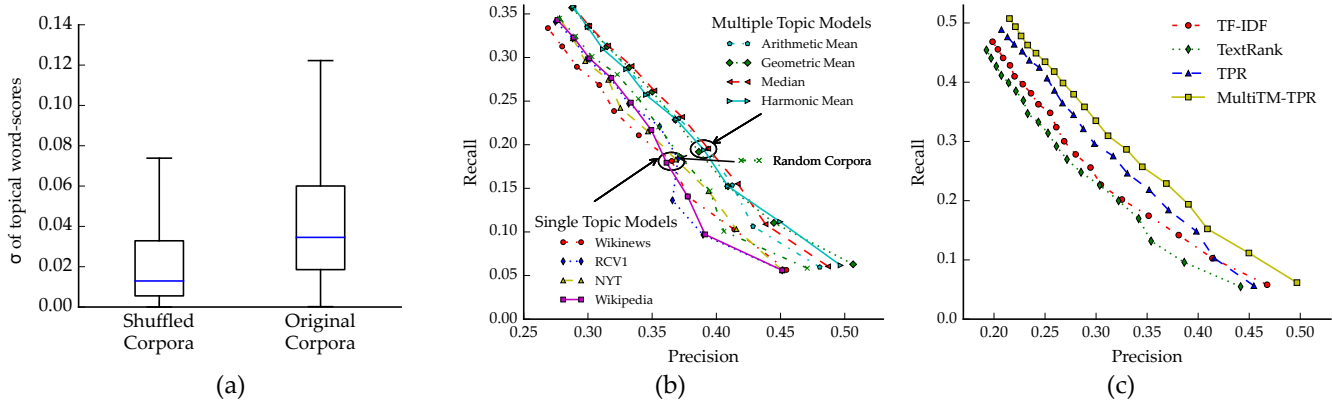 σ of topical word-scores
0.14
0.12
0.10
0.08
0.06
0.04
0.02
0.00
Shuffled
Corpora
Original
Corpora
(a)
Recall
0.35
0.30
0.25
0.20
0.15
0.10
0.05
0.25
0.30
0.35
0.40
0.45
0.50
Precision
Multiple Topic Models
Arithmetic Mean
Geometric Mean
Median
Harmonic Mean
Random Corpora
Single Topic Models
Wikinews
RCV1
NYT
Wikipedia
(b)
Recall
0.5
0.4
0.3
0.2
0.1
0.0
0.20
0.25
0.30
0.35
0.40
0.45
0.50
Precision
TF-IDF
TextRank
TPR
MultiTM-TPR
(c)